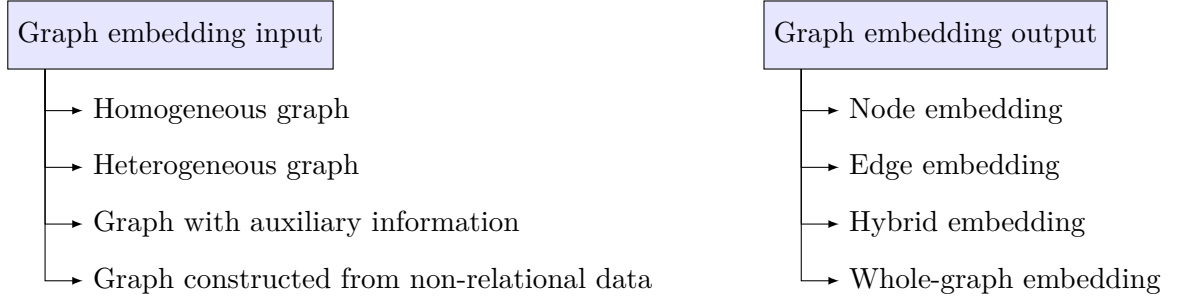 Graph embedding input
Homogeneous graph
Heterogeneous graph
Graph with auxiliary information
Graph constructed from non-relational data
Graph embedding output
Node embedding
Edge embedding
Hybrid embedding
Whole-graph embedding